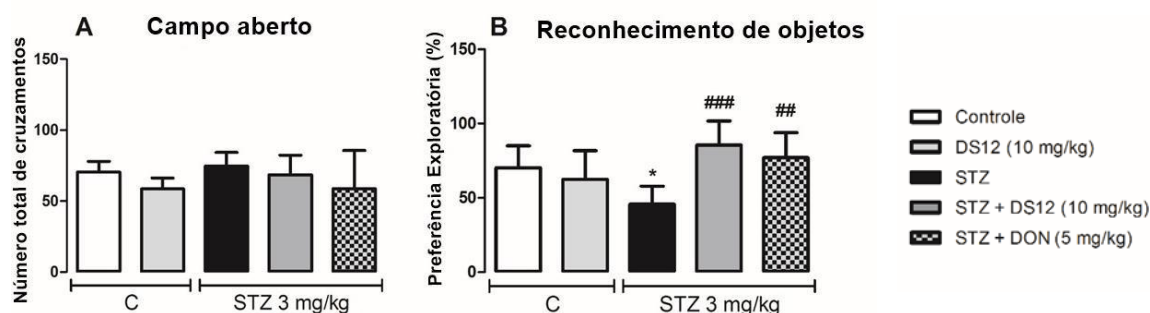 A
Campo aberto
Número total de cruzamentos
150
100
50
0
C
STZ 3 mg/kg
B
Reconhecimento de objetos
Preferência Exploratória (%)
150
100
50
0
*
###
##
C
STZ 3 mg/kg
Controle
DS12 (10 mg/kg)
STZ
STZ + DS12 (10 mg/kg)
STZ + DON (5 mg/kg)